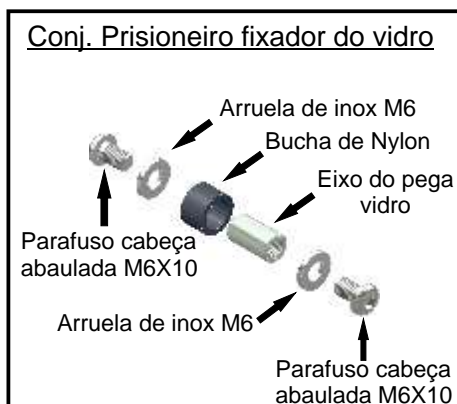 Conj. Prisioneiro fixador do vidro
Arruela de inox M6
Bucha de Nylon
Eixo do pega
vidro
Parafuso cabeça
abaulada M6X10
Arruela de inox M6
Parafuso cabeça
abaulada M6X10